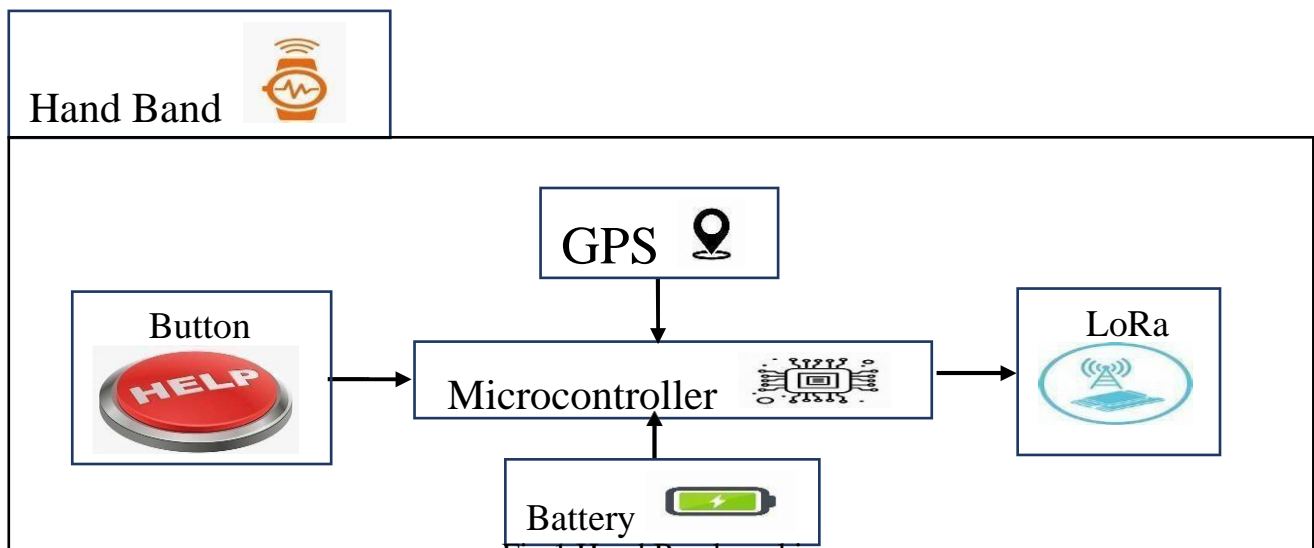 Hand Band
GPS
Button
HELP
LoRa
Microcontroller
Battery